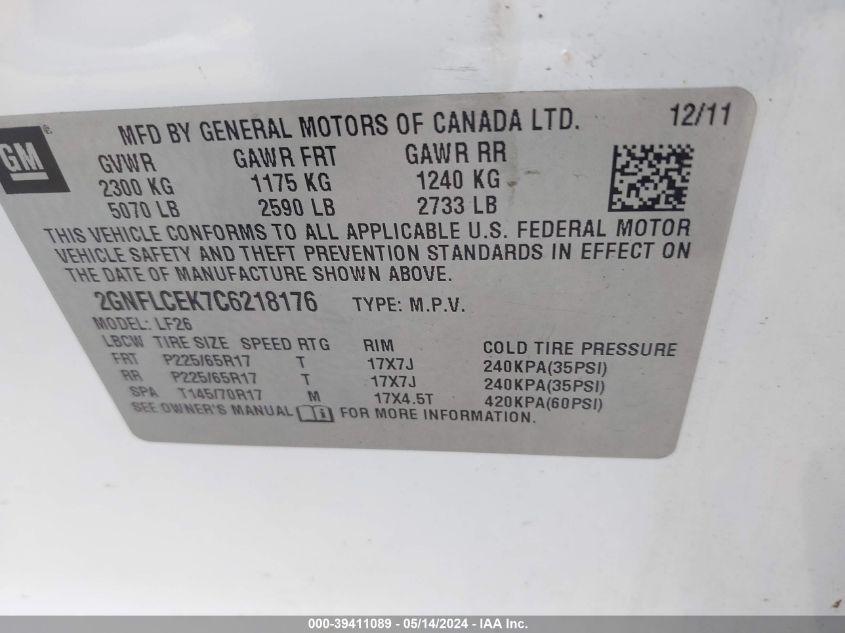 GM®
MFD BY GENERAL MOTORS OF CANADA LTD. 12/11
GVWR GAWR FRT GAWR RR
2300 KG 1175 KG 1240 KG
5070 LB 2590 LB 2733 LB
THIS VEHICLE CONFORMS TO ALL APPLICABLE U.S. FEDERAL MOTOR
VEHICLE SAFETY AND THEFT PREVENTION STANDARDS IN EFFECT ON
THE DATE OF MANUFACTURE SHOWN ABOVE.
2GNFLCEK7C6218176 TYPE: M.P.V.
MODEL: LF26
LBCW TIRE SIZE SPEED RTG RIM COLD TIRE PRESSURE
FRT P225/65R17 T 17X7J 240KPA(35PSI)
RR P225/65R17 T 17X7J 240KPA(35PSI)
SPA T145/70R17 M 17X4.5T 420KPA(60PSI)
SEE OWNER'S MANUAL FOR MORE INFORMATION.
000-39411089 - 05/14/2024 - IAA Inc.